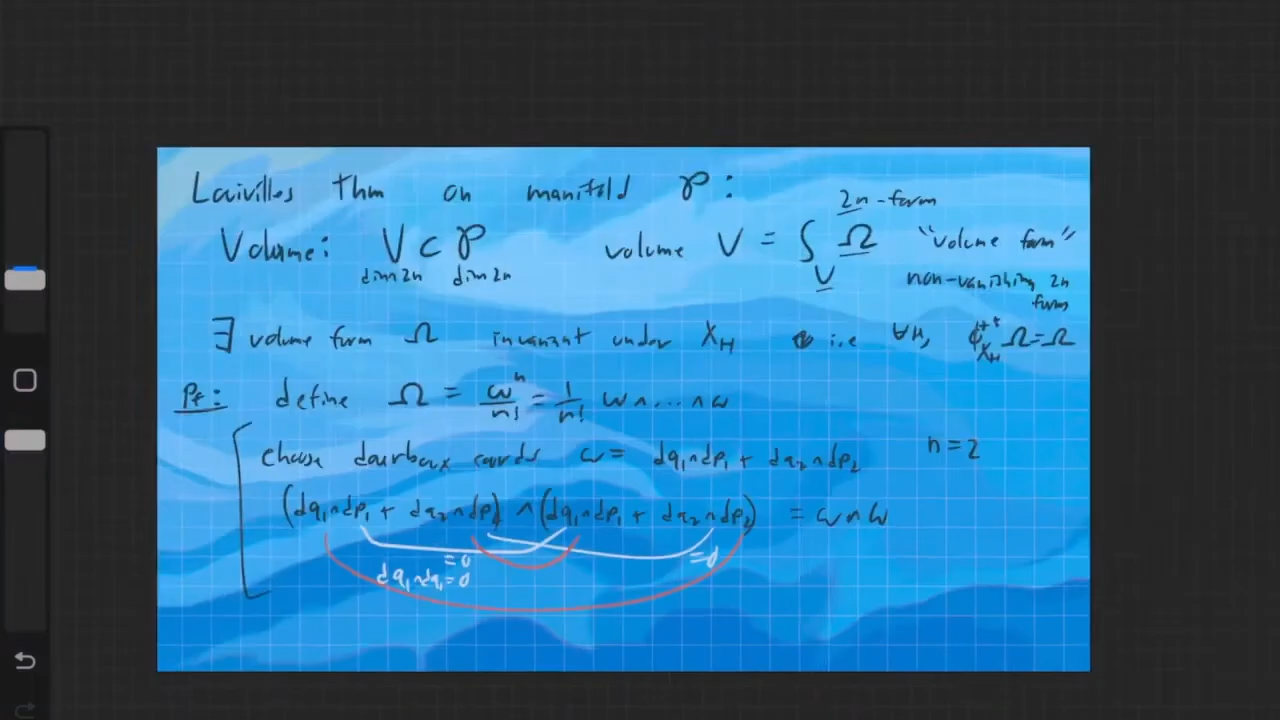 Laivilles Thm on manifold 𝒫:
2n-form
Volume: V ⊂ 𝒫 volume V = ∫_V Ω "volume form"
dim 2n dim 2n non-vanishing 2n form
∃ volume form Ω invariant under X_H i.e ∀H, ϕ^{t*}_{X_H} Ω = Ω
Pf: define Ω = ω^n/n! = 1/n! ω∧...∧ω
choose daurboux coords ω = dq₁∧dp₁ + dq₂∧dp₂ n=2
(dq₁∧dp₁ + dq₂∧dp₂) ∧ (dq₁∧dp₁ + dq₂∧dp₂) = ω∧ω
=0 =0
dq₁∧dq₁=0